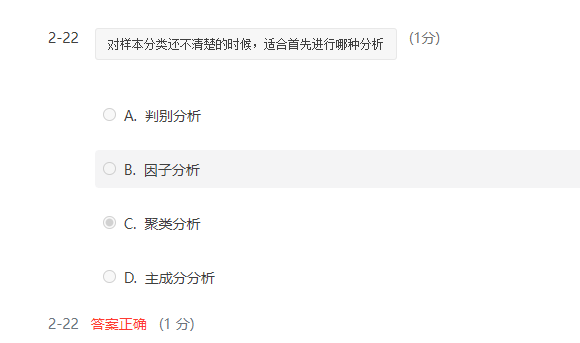 2-22 对样本分类还不清楚的时候，适合首先进行哪种分析 (1分)
A. 判别分析
B. 因子分析
C. 聚类分析
D. 主成分分析
2-22 答案正确 (1 分)